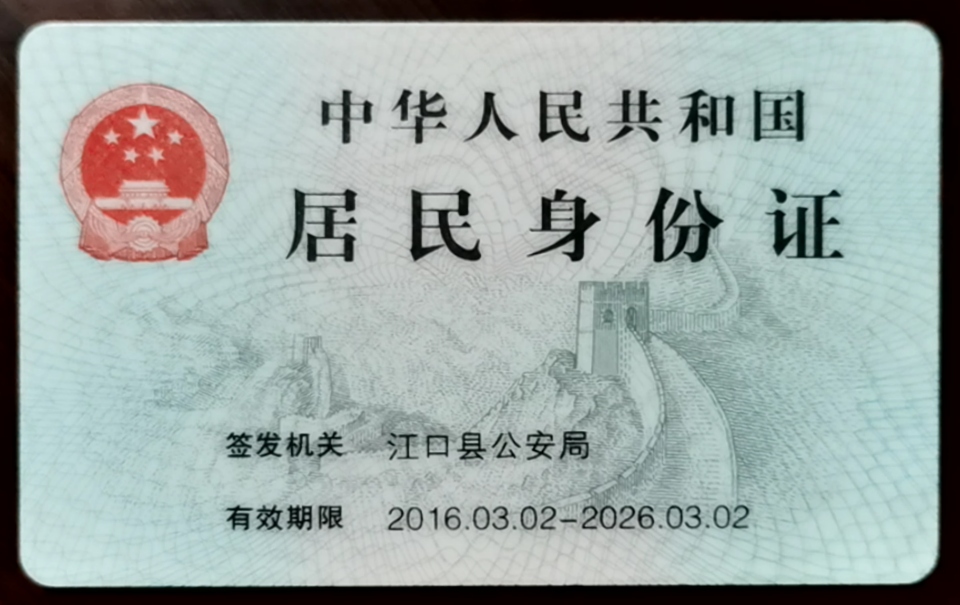 中华人民共和国
居民身份证
签发机关 江口县公安局
有效期限 2016.03.02-2026.03.02